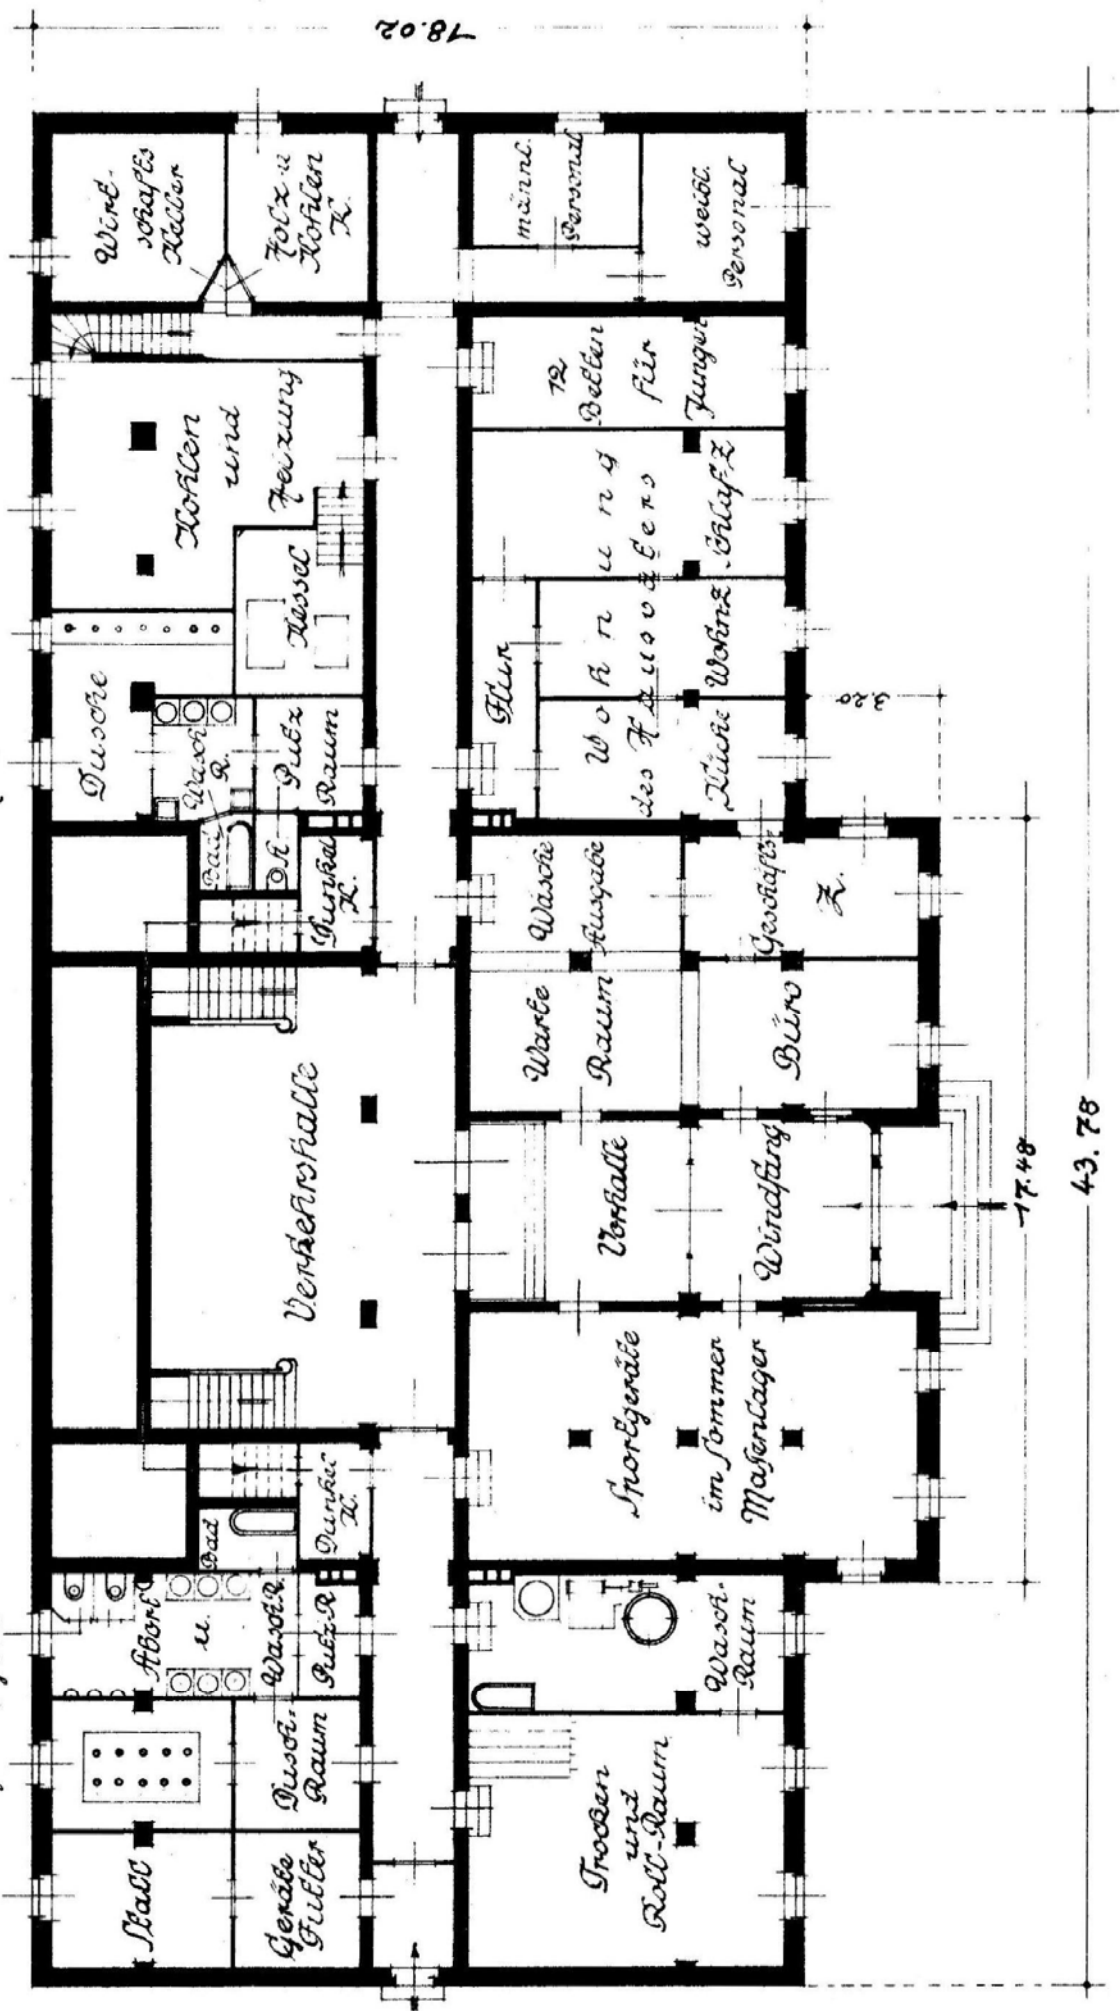 18.02
Wirt-
schafts
Keller
Holz-u
Kohlen
K.
männl.
Personal
weibl.
Personal
Kohlen
und
Heizung
Kessel
Dusche
Wasch
R.
Putz
Raum
Bad
K
Dunkel
K.
12
Betten
für
Jungen
Wohnung
des Hausvaters
Schlafz
Wohnz
Küche
Flur
3.20
Wäsche
Ausgabe
Geschäfts
Z.
Warte
Raum
Büro
Verkehrshalle
Vorhalle
Windfang
17.48
43.78
Sportgeräte
im Sommer
Maßenlager
Dunkel
K.
Bad
Abort
u.
Wasch.R.
Putz-R
Wasch-
Raum
Dusch-
Raum
Stall
Geräte
Futter
Trocken
und
Roll-Raum